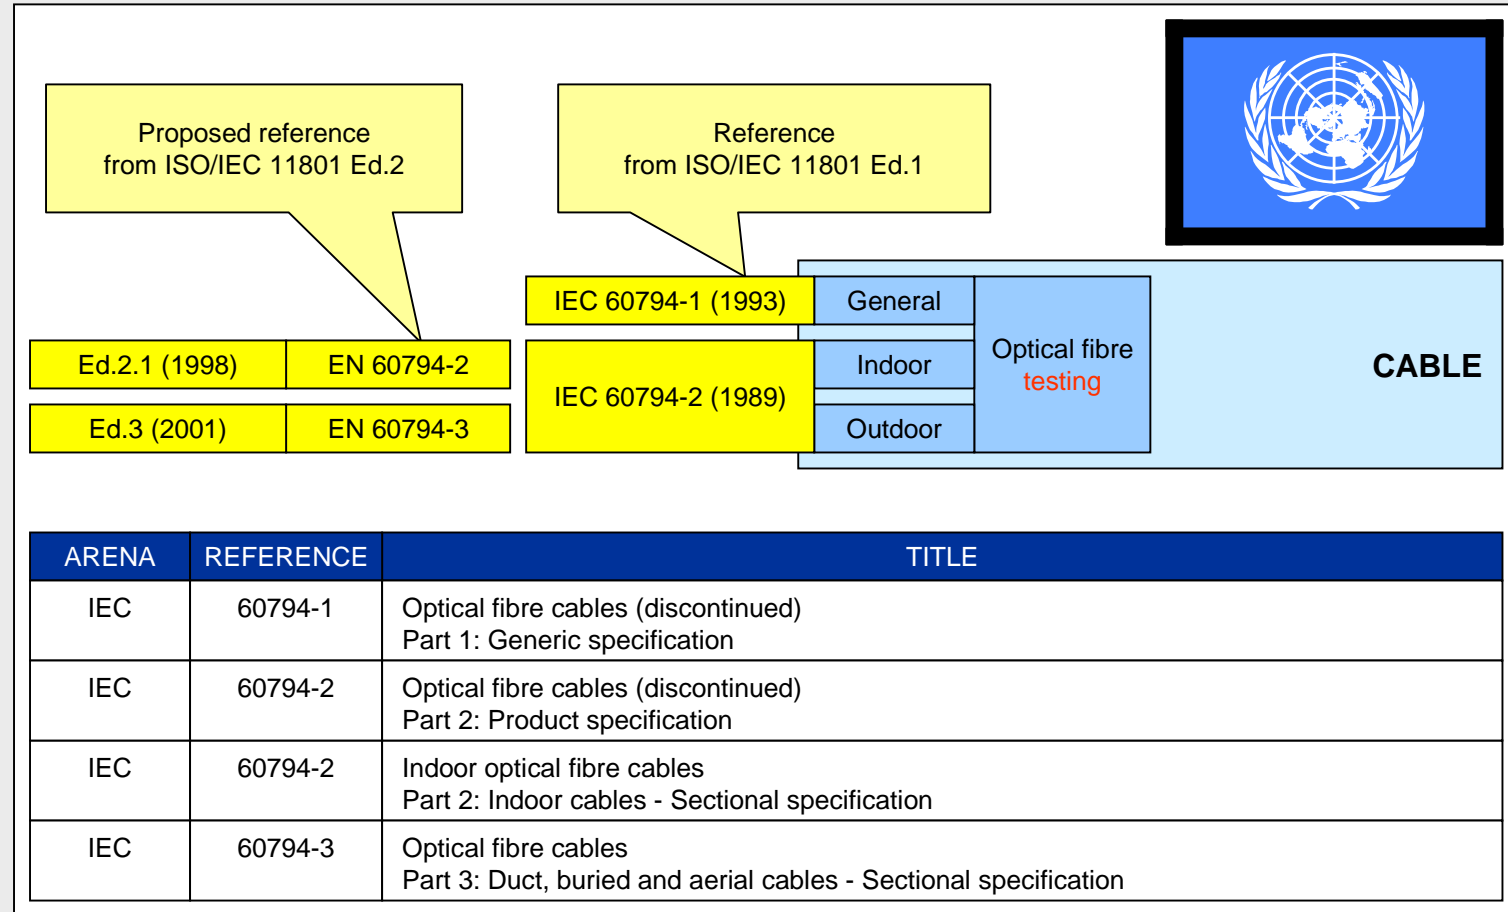 Proposed reference
from ISO/IEC 11801 Ed.2
Reference
from ISO/IEC 11801 Ed.1
IEC 60794-1 (1993) General
Ed.2.1 (1998) EN 60794-2
IEC 60794-2 (1989)
Indoor
Optical fibre
testing
CABLE
Ed.3 (2001) EN 60794-3
Outdoor
ARENA REFERENCE TITLE
IEC 60794-1 Optical fibre cables (discontinued)
Part 1: Generic specification
IEC 60794-2 Optical fibre cables (discontinued)
Part 2: Product specification
IEC 60794-2 Indoor optical fibre cables
Part 2: Indoor cables - Sectional specification
IEC 60794-3 Optical fibre cables
Part 3: Duct, buried and aerial cables - Sectional specification